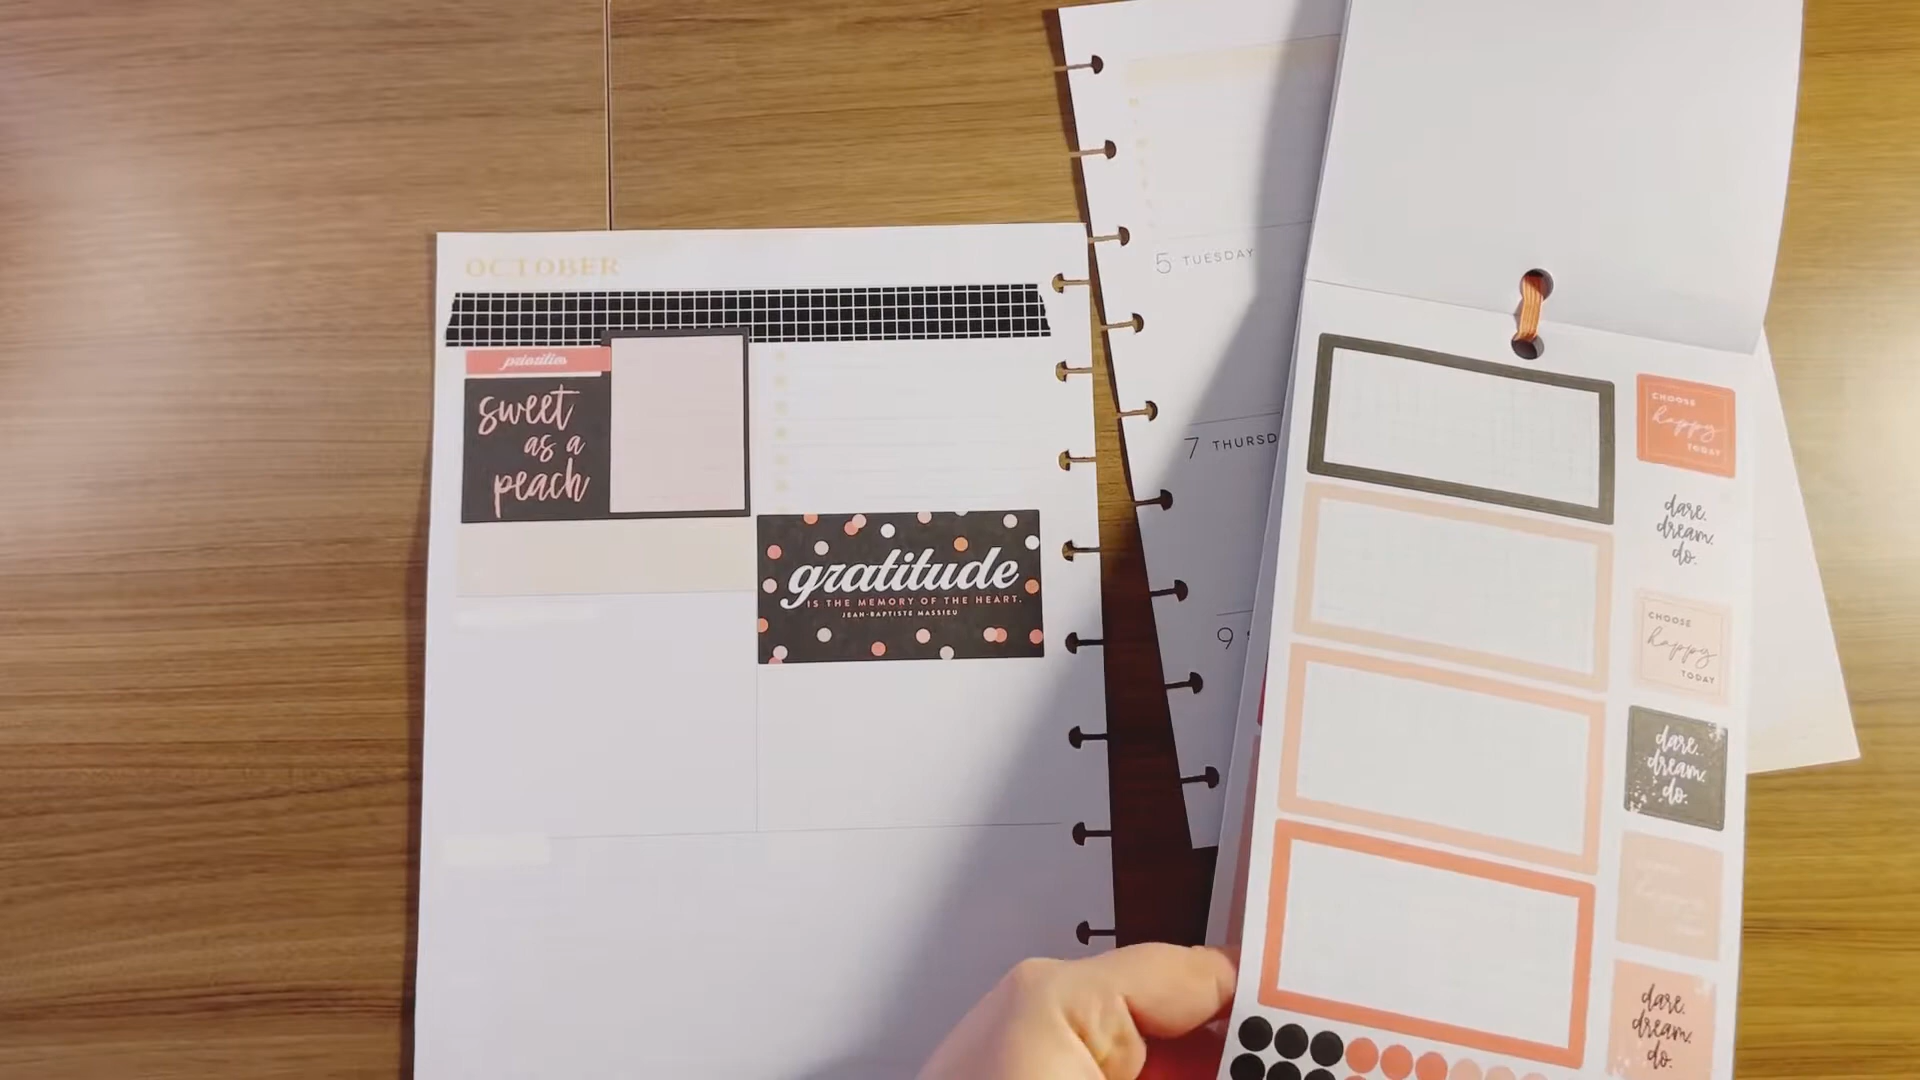 OCTOBER
priorities
sweet
as a
peach
gratitude
IS THE MEMORY OF THE HEART.
JEAN-BAPTISTE MASSIEU
5 TUESDAY
7 THURSD
9
CHOOSE
happy
TODAY
dare.
dream.
do.
CHOOSE
happy
TODAY
dare.
dream.
do.
dare.
dream.
do.